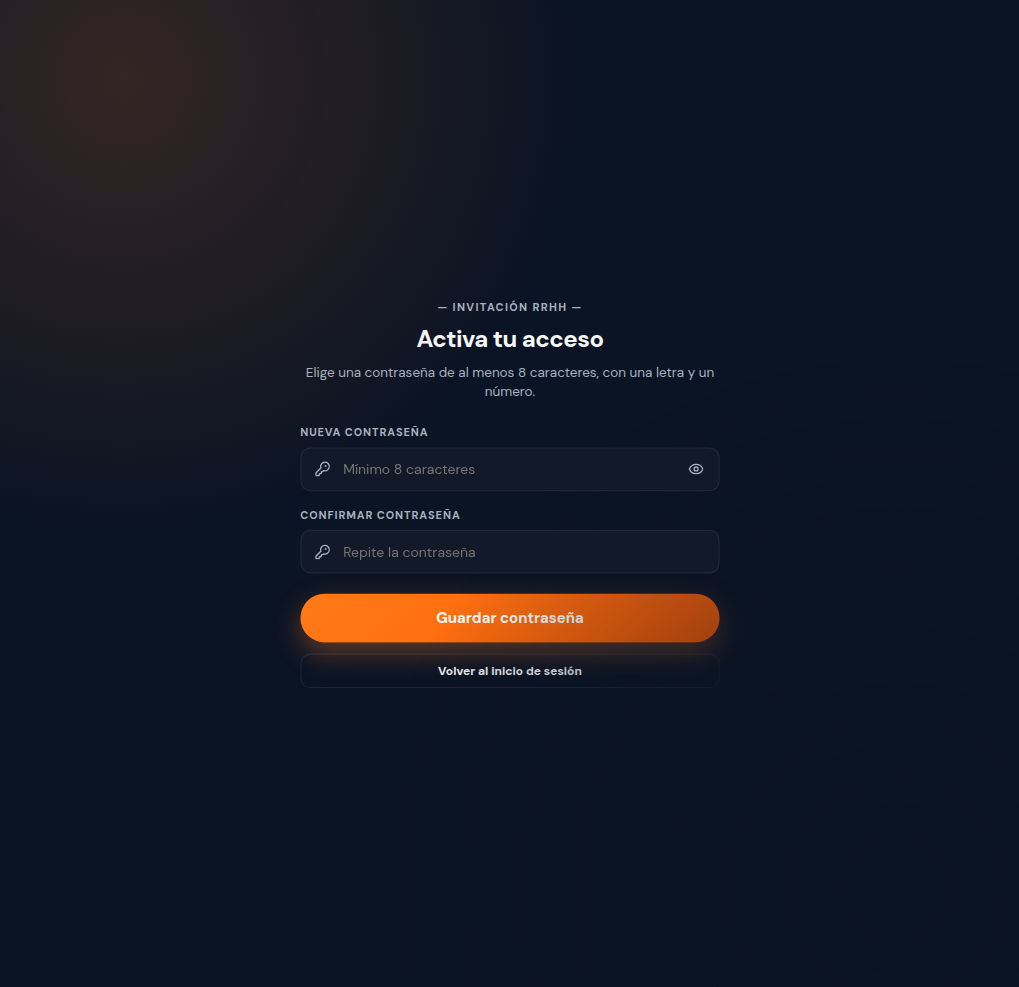 — INVITACIÓN RRHH —
Activa tu acceso
Elige una contraseña de al menos 8 caracteres, con una letra y un
número.
NUEVA CONTRASEÑA
Mínimo 8 caracteres
CONFIRMAR CONTRASEÑA
Repite la contraseña
Guardar contraseña
Volver al inicio de sesión